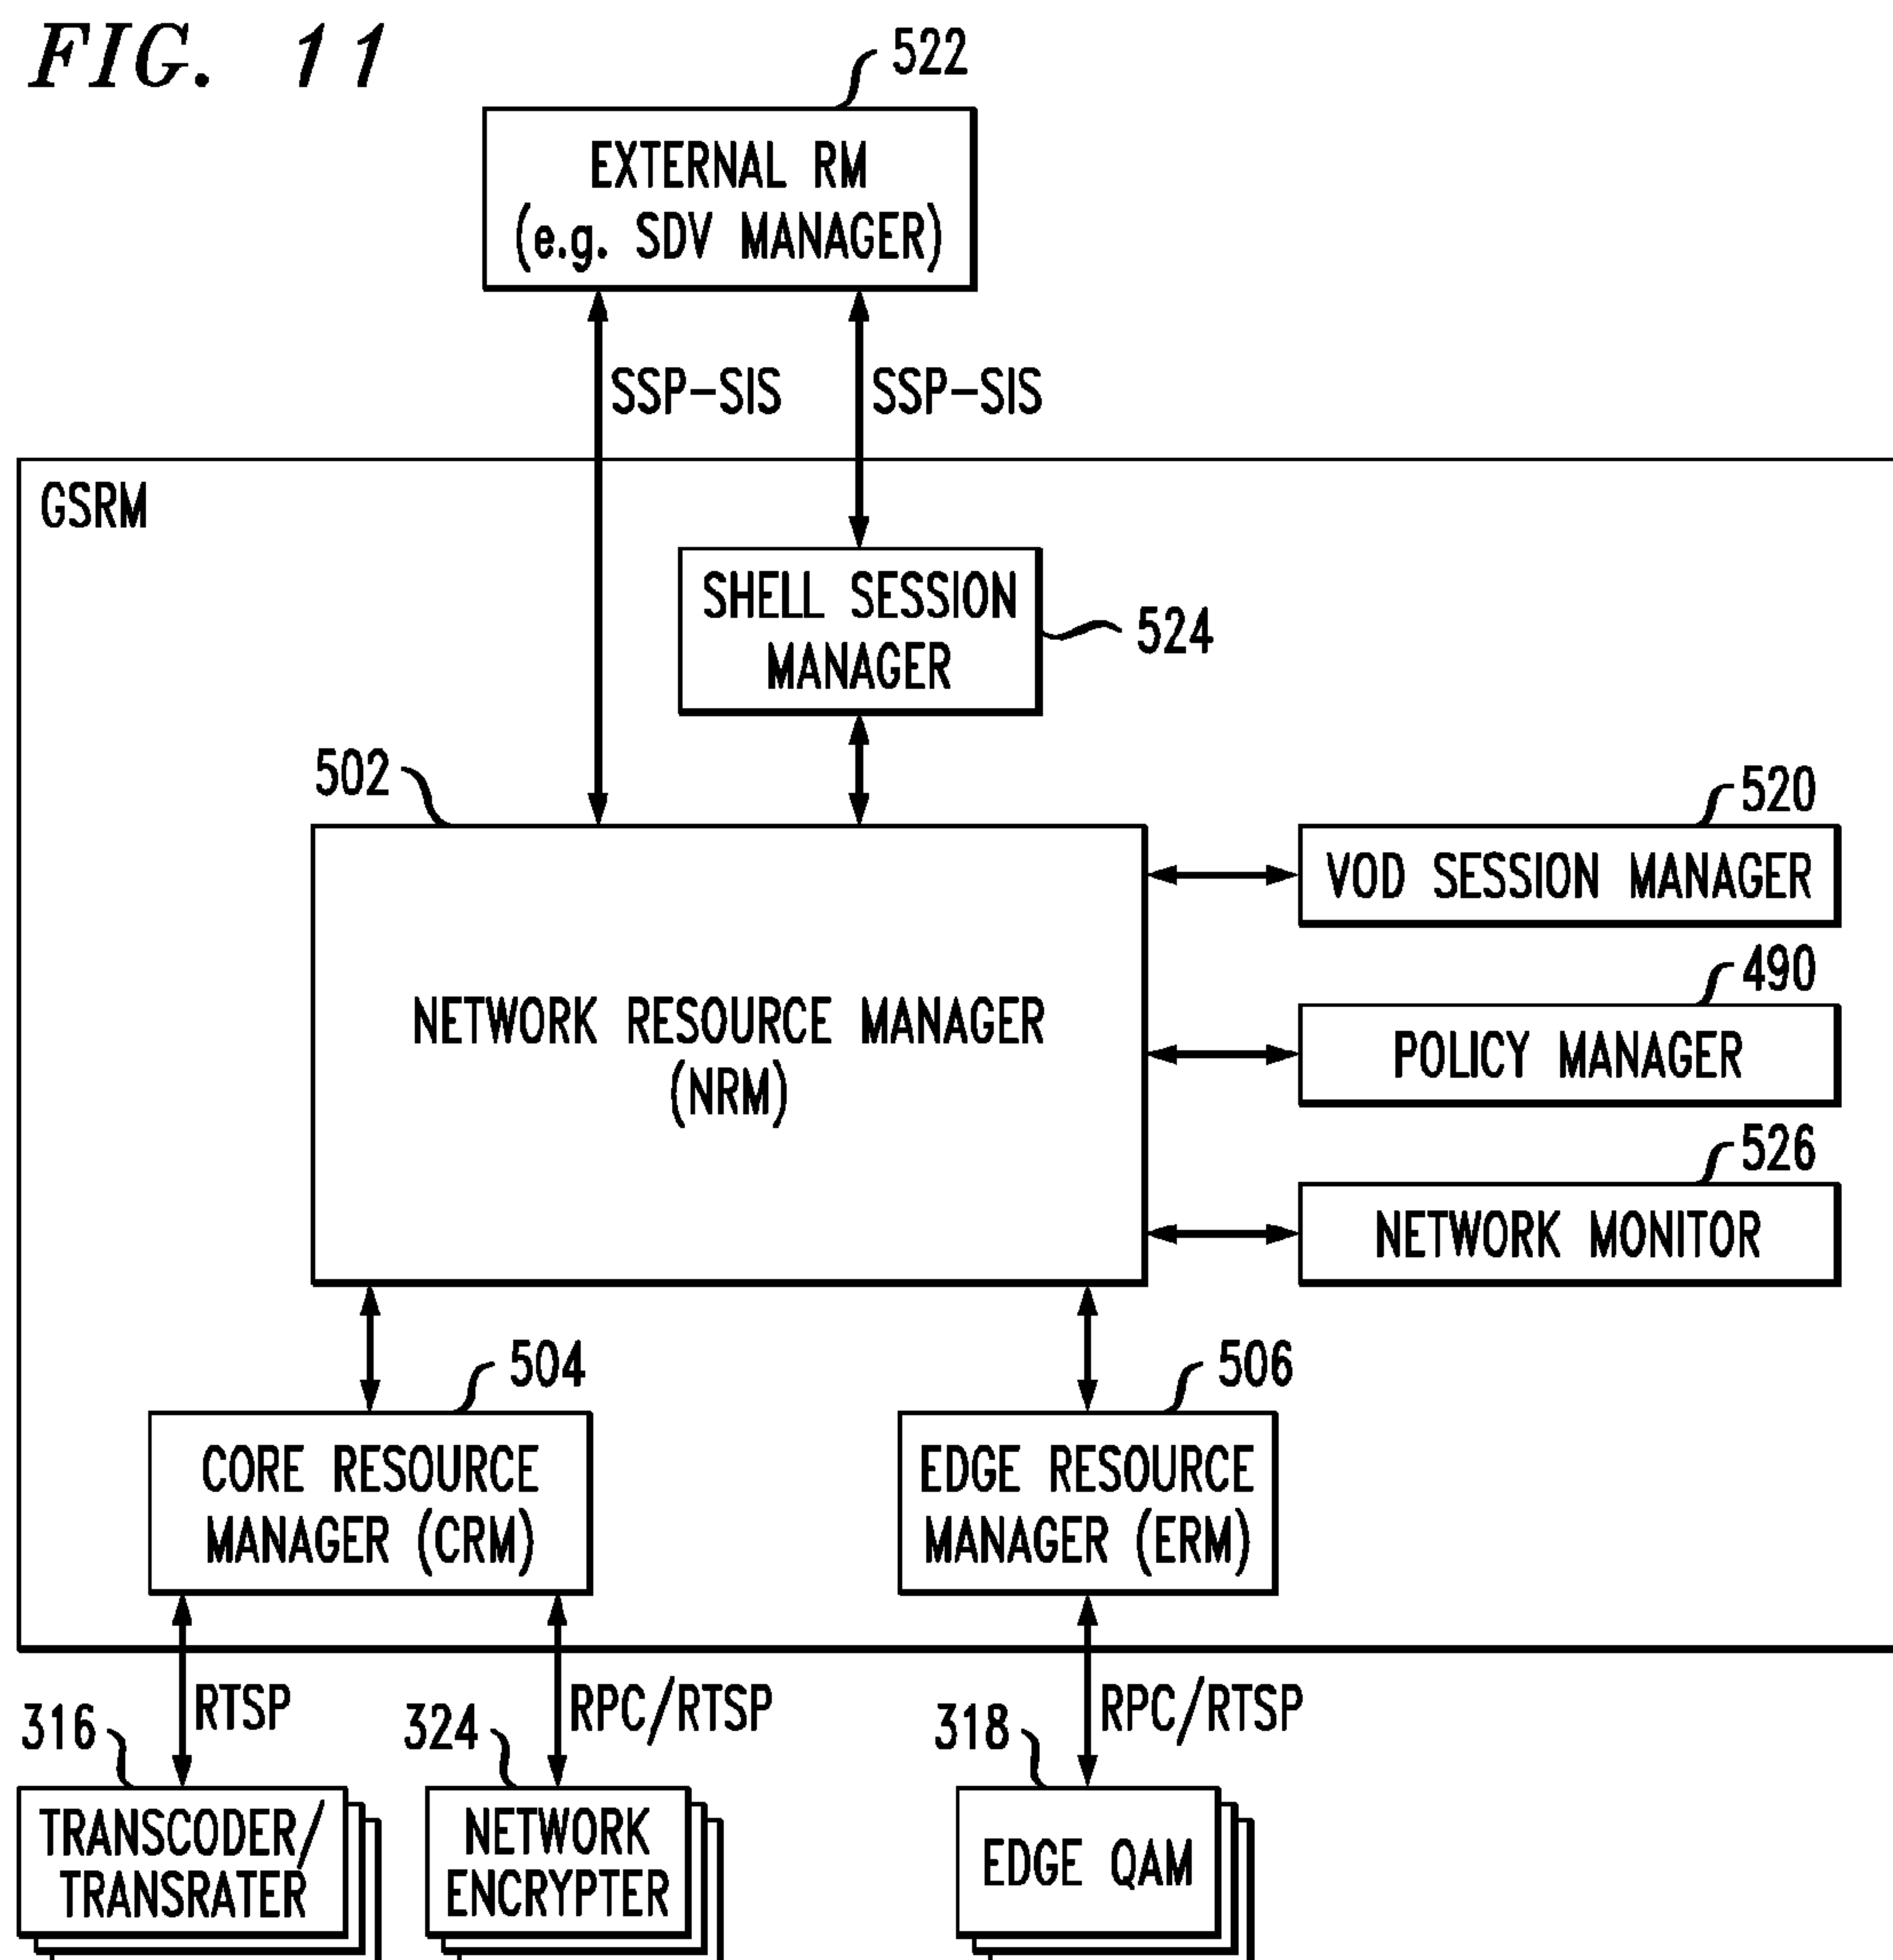 FIG. 11
522
EXTERNAL RM
(e.g. SDV MANAGER)
SSP-SIS
SSP-SIS
GSRM
SHELL SESSION
MANAGER
524
502
NETWORK RESOURCE MANAGER
(NRM)
520
VOD SESSION MANAGER
490
POLICY MANAGER
526
NETWORK MONITOR
504
CORE RESOURCE
MANAGER (CRM)
506
EDGE RESOURCE
MANAGER (ERM)
RTSP
RPC/RTSP
RPC/RTSP
316
TRANSCODER/
TRANSRATER
324
NETWORK
ENCRYPTER
318
EDGE QAM